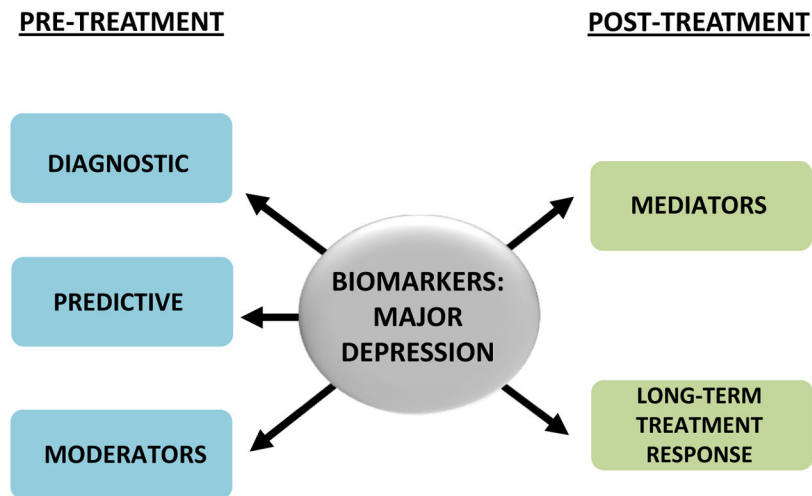 PRE-TREATMENT
POST-TREATMENT
DIAGNOSTIC
PREDICTIVE
MODERATORS
BIOMARKERS:
MAJOR
DEPRESSION
MEDIATORS
LONG-TERM
TREATMENT
RESPONSE